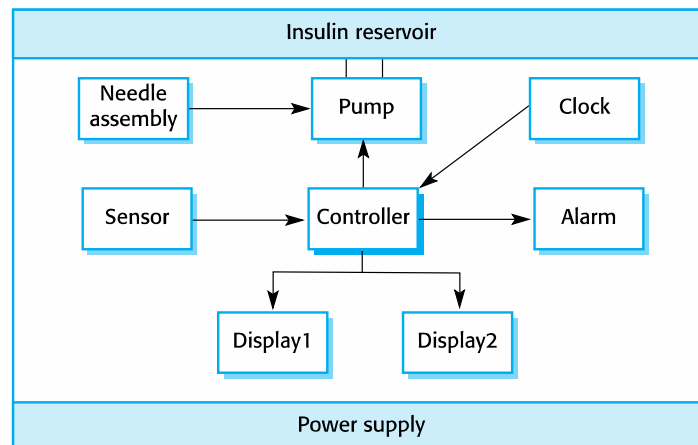 Insulin reservoir
Needle
assembly
Pump
Clock
Sensor
Controller
Alarm
Display1
Display2
Power supply